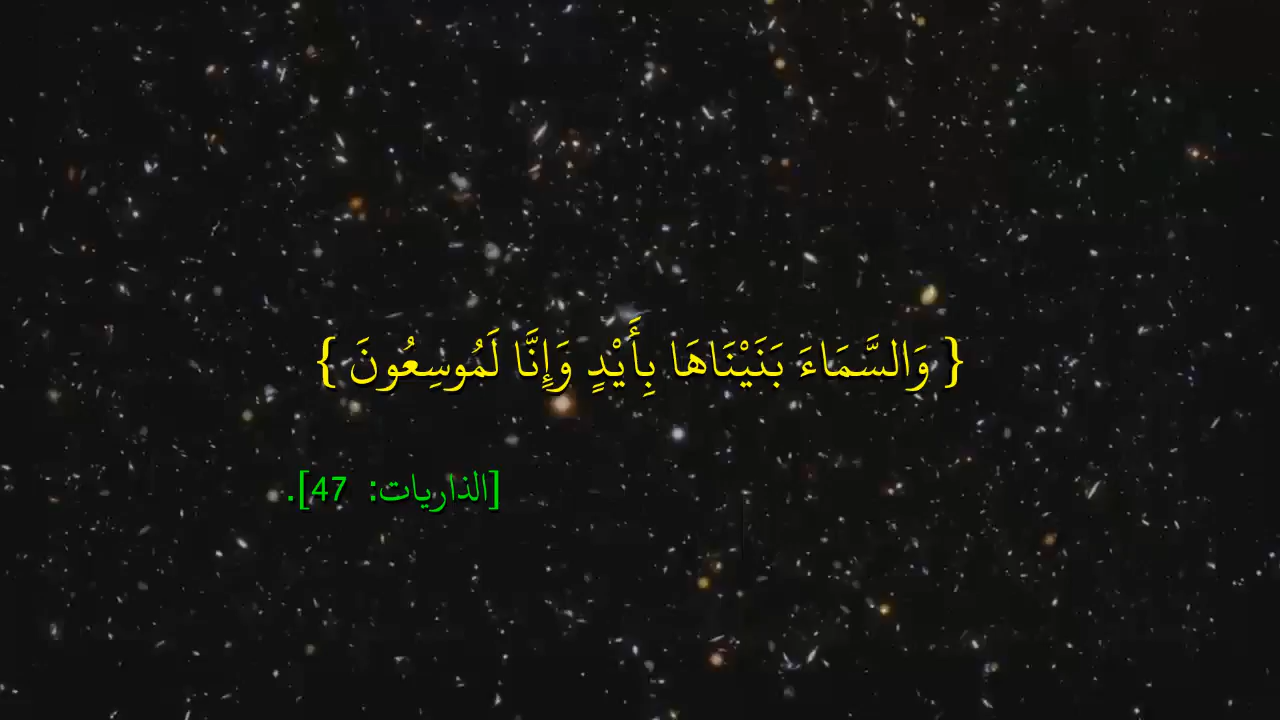 { وَالسَّمَاءَ بَنَيْنَاهَا بِأَيْدٍ وَإِنَّا لَمُوسِعُونَ }
[الذاريات: 47].